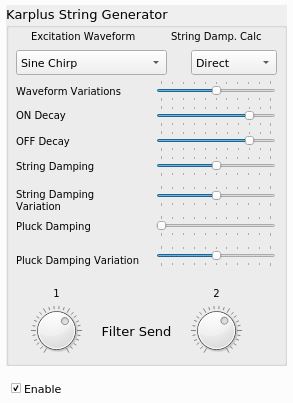 Karplus String Generator
Excitation Waveform String Damp. Calc
Sine Chirp Direct
Waveform Variations
ON Decay
OFF Decay
String Damping
String Damping
Variation
Pluck Damping
Pluck Damping Variation
1 2
Filter Send
Enable